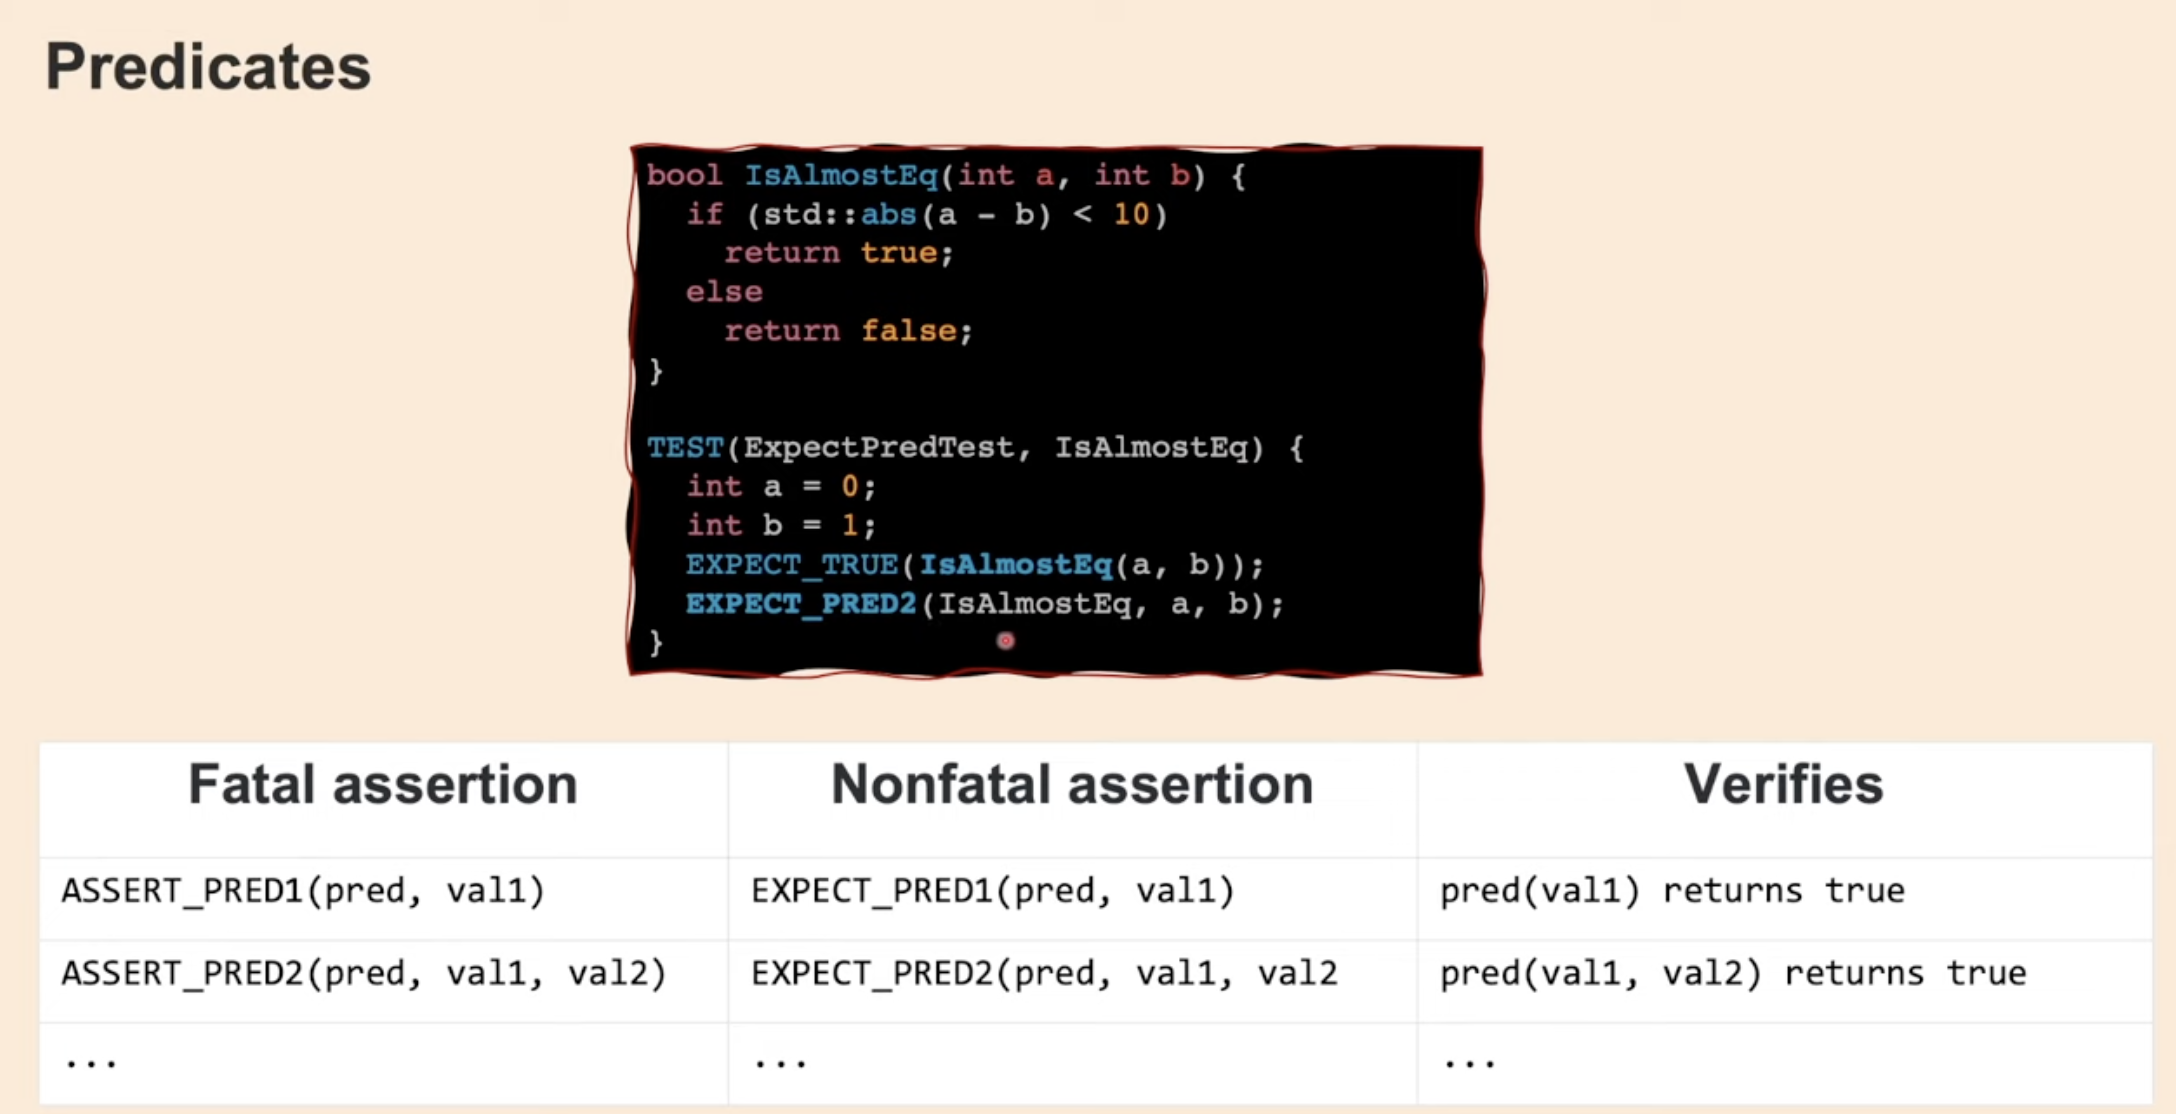 Predicates
bool IsAlmostEq(int a, int b) {
  if (std::abs(a - b) < 10)
    return true;
  else
    return false;
}
TEST(ExpectPredTest, IsAlmostEq) {
  int a = 0;
  int b = 1;
  EXPECT_TRUE(IsAlmostEq(a, b));
  EXPECT_PRED2(IsAlmostEq, a, b);
}
Fatal assertion Nonfatal assertion Verifies
ASSERT_PRED1(pred, val1) EXPECT_PRED1(pred, val1) pred(val1) returns true
ASSERT_PRED2(pred, val1, val2) EXPECT_PRED2(pred, val1, val2 pred(val1, val2) returns true
... ... ...